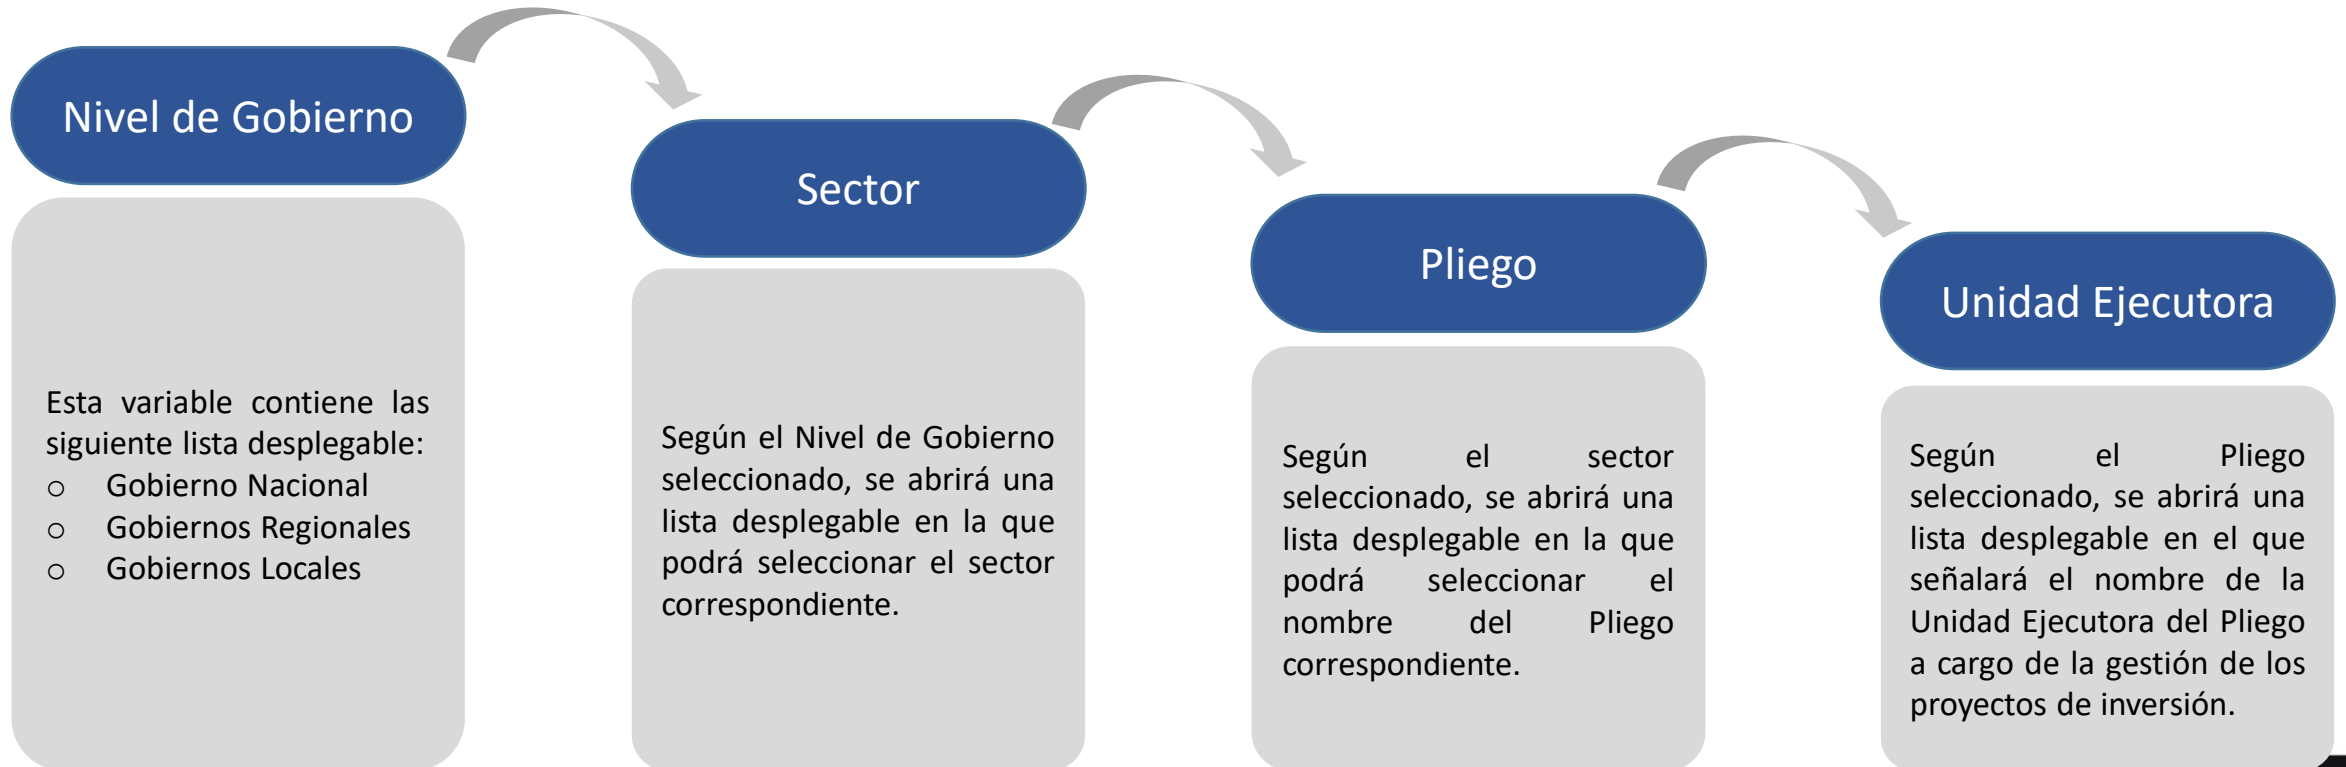 Nivel de Gobierno
Esta variable contiene las
siguiente lista desplegable:
o Gobierno Nacional
o Gobiernos Regionales
o Gobiernos Locales
Sector
Según el Nivel de Gobierno
seleccionado, se abrirá una
lista desplegable en la que
podrá seleccionar el sector
correspondiente.
Pliego
Según el sector
seleccionado, se abrirá una
lista desplegable en la que
podrá seleccionar el
nombre del Pliego
correspondiente.
Unidad Ejecutora
Según el Pliego
seleccionado, se abrirá una
lista desplegable en el que
señalará el nombre de la
Unidad Ejecutora del Pliego
a cargo de la gestión de los
proyectos de inversión.